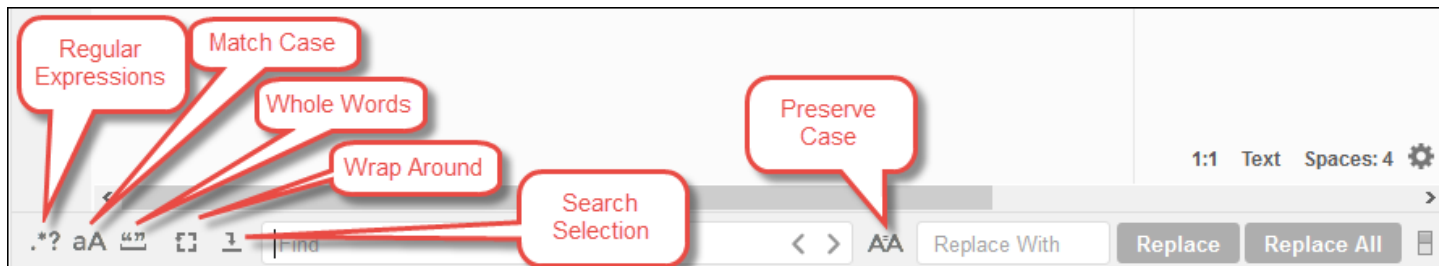 Regular
Expressions
Match Case
Whole Words
Wrap Around
Search
Selection
Preserve
Case
1:1 Text Spaces: 4
.*? aA “” Find < > AA Replace With Replace Replace All